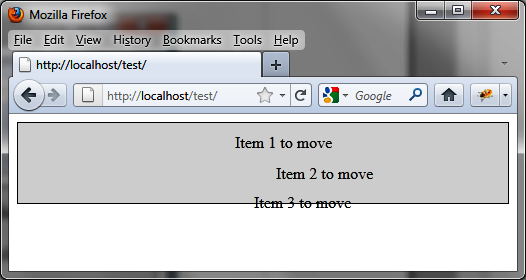 Mozilla Firefox
File Edit View History Bookmarks Tools Help
http://localhost/test/
http://localhost/test/ Google
Item 1 to move
Item 2 to move
Item 3 to move